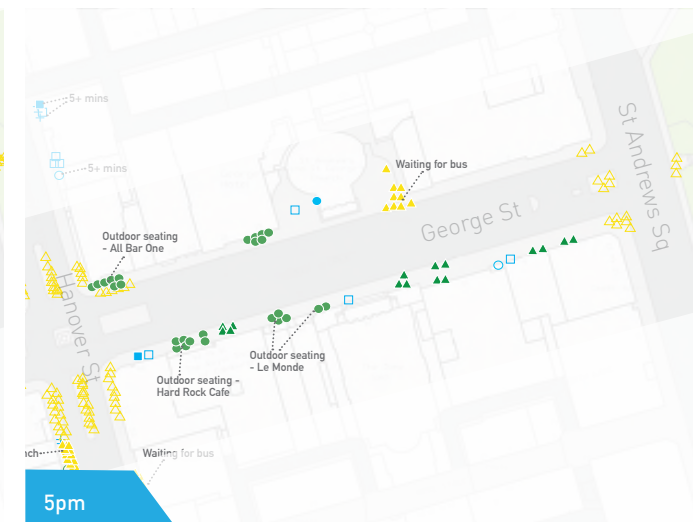 5+ mins
5+ mins
Waiting for bus
St Andrews Sq
George St
Outdoor seating
- All Bar One
Hanover St
Outdoor seating
- Le Monde
Outdoor seating -
Hard Rock Cafe
nch
Waiting for bus
5pm